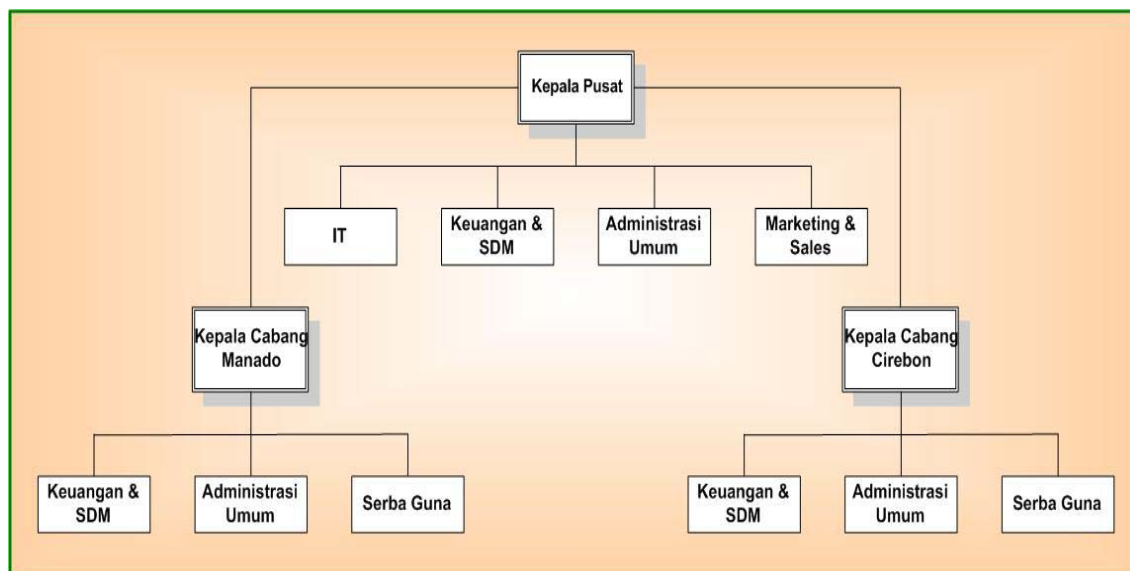 Kepala Pusat
IT
Keuangan &
SDM
Administrasi
Umum
Marketing &
Sales
Kepala Cabang
Manado
Kepala Cabang
Cirebon
Keuangan &
SDM
Administrasi
Umum
Serba Guna
Keuangan &
SDM
Administrasi
Umum
Serba Guna